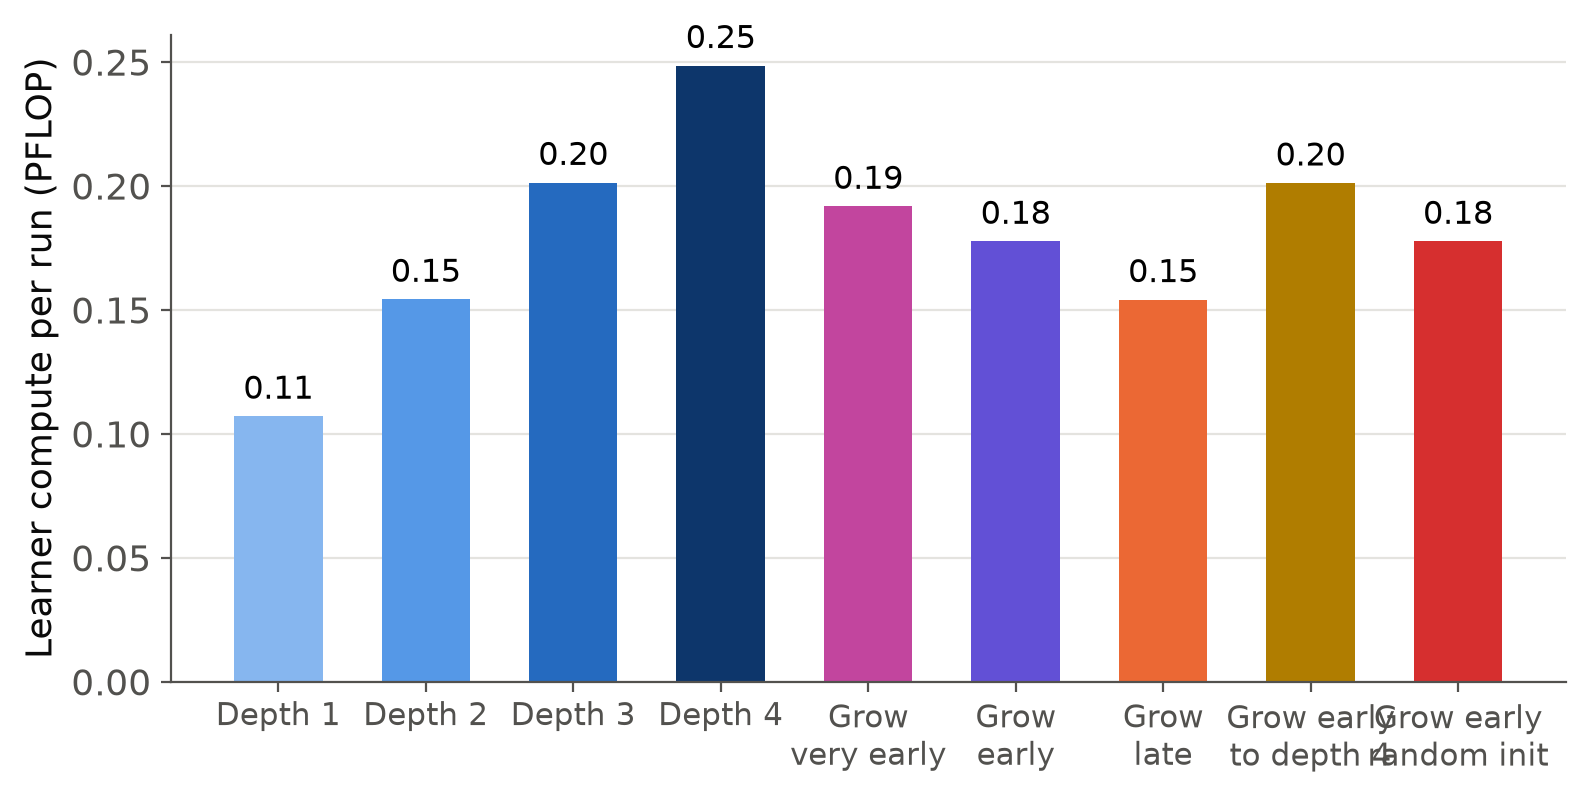 Learner compute per run (PFLOP)
0.25
0.20
0.15
0.10
0.05
0.00
0.11
0.15
0.20
0.25
0.19
0.18
0.15
0.20
0.18
Depth 1
Depth 2
Depth 3
Depth 4
Grow
very early
Grow
early
Grow
late
Grow early
to depth 4
Grow early
random init